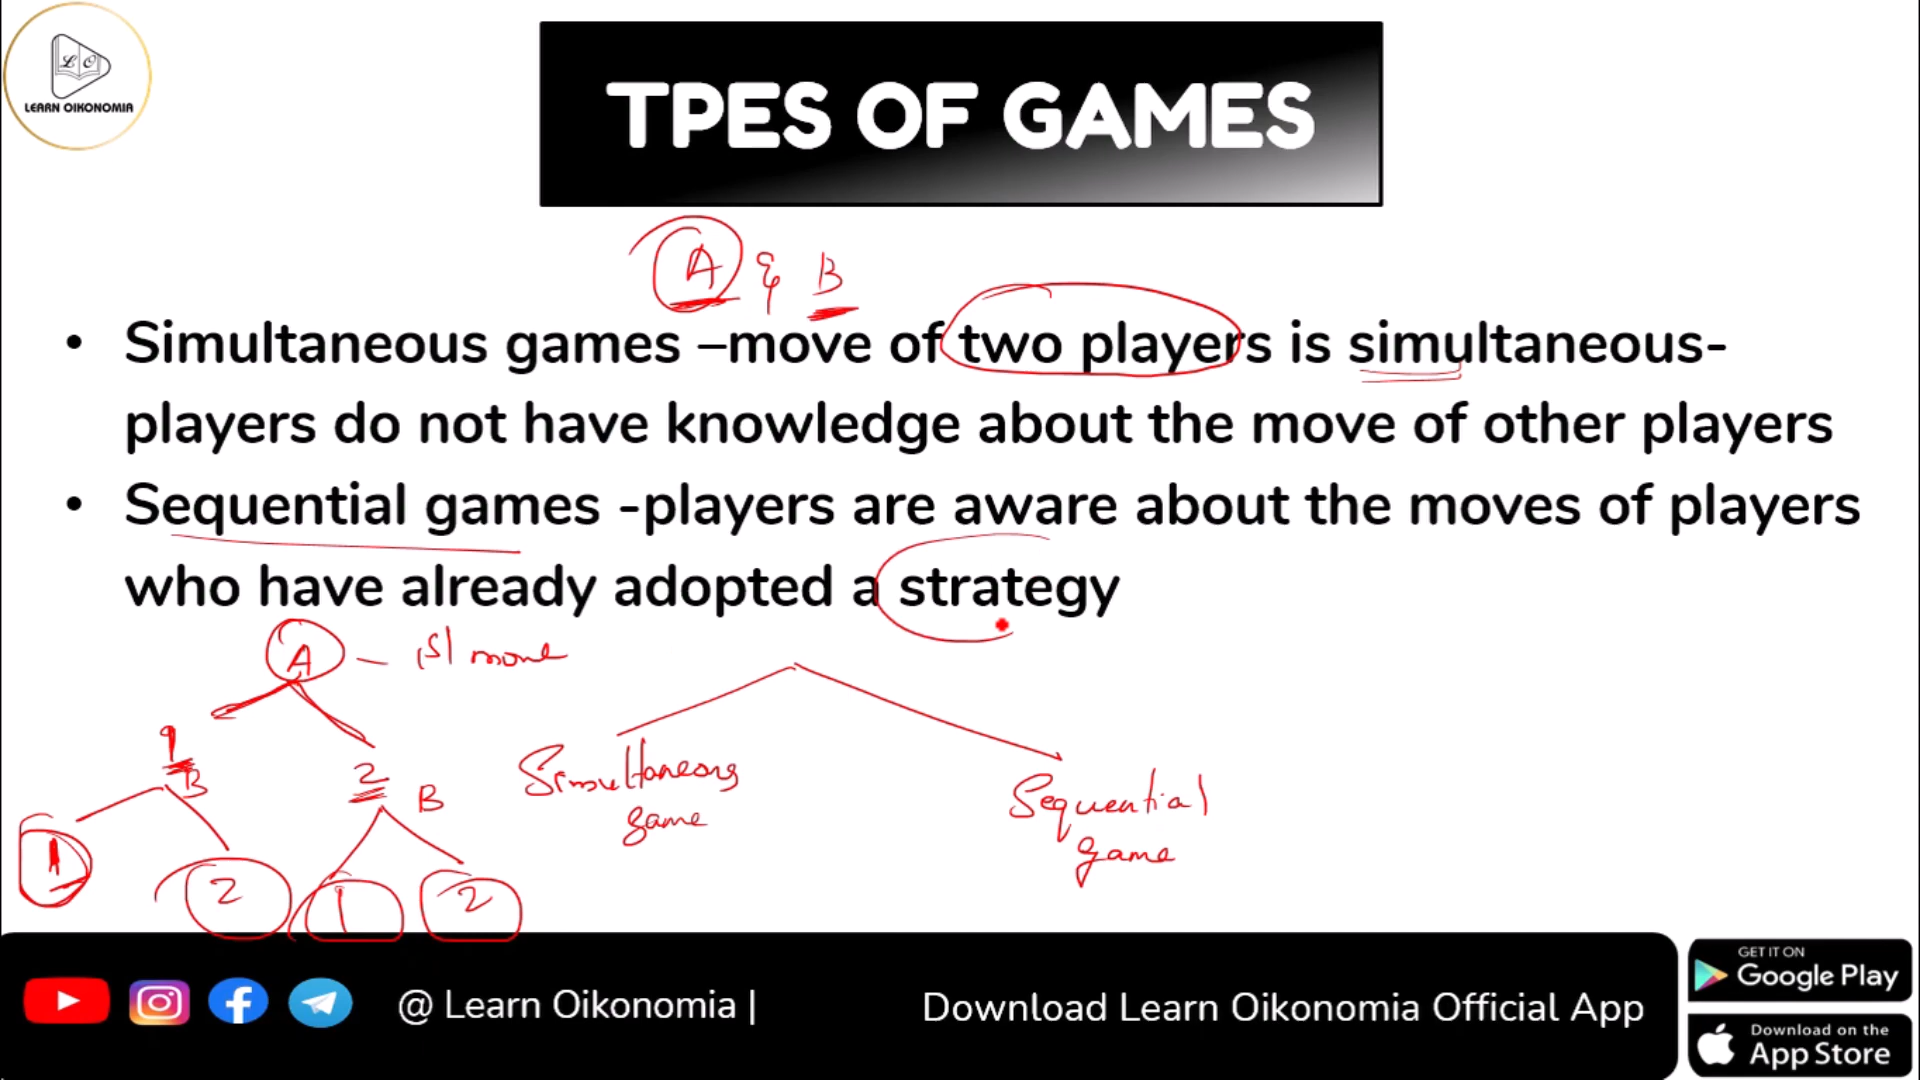 LO
LEARN OIKONOMIA
TPES OF GAMES
A & B
• Simultaneous games –move of two players is simultaneous-
players do not have knowledge about the move of other players
• Sequential games -players are aware about the moves of players
who have already adopted a strategy
A — 1st move
1 B
2 B
1 2 1 2
Simultaneous
game
Sequential
game
@ Learn Oikonomia |
Download Learn Oikonomia Official App
GET IT ON
Google Play
Download on the
App Store